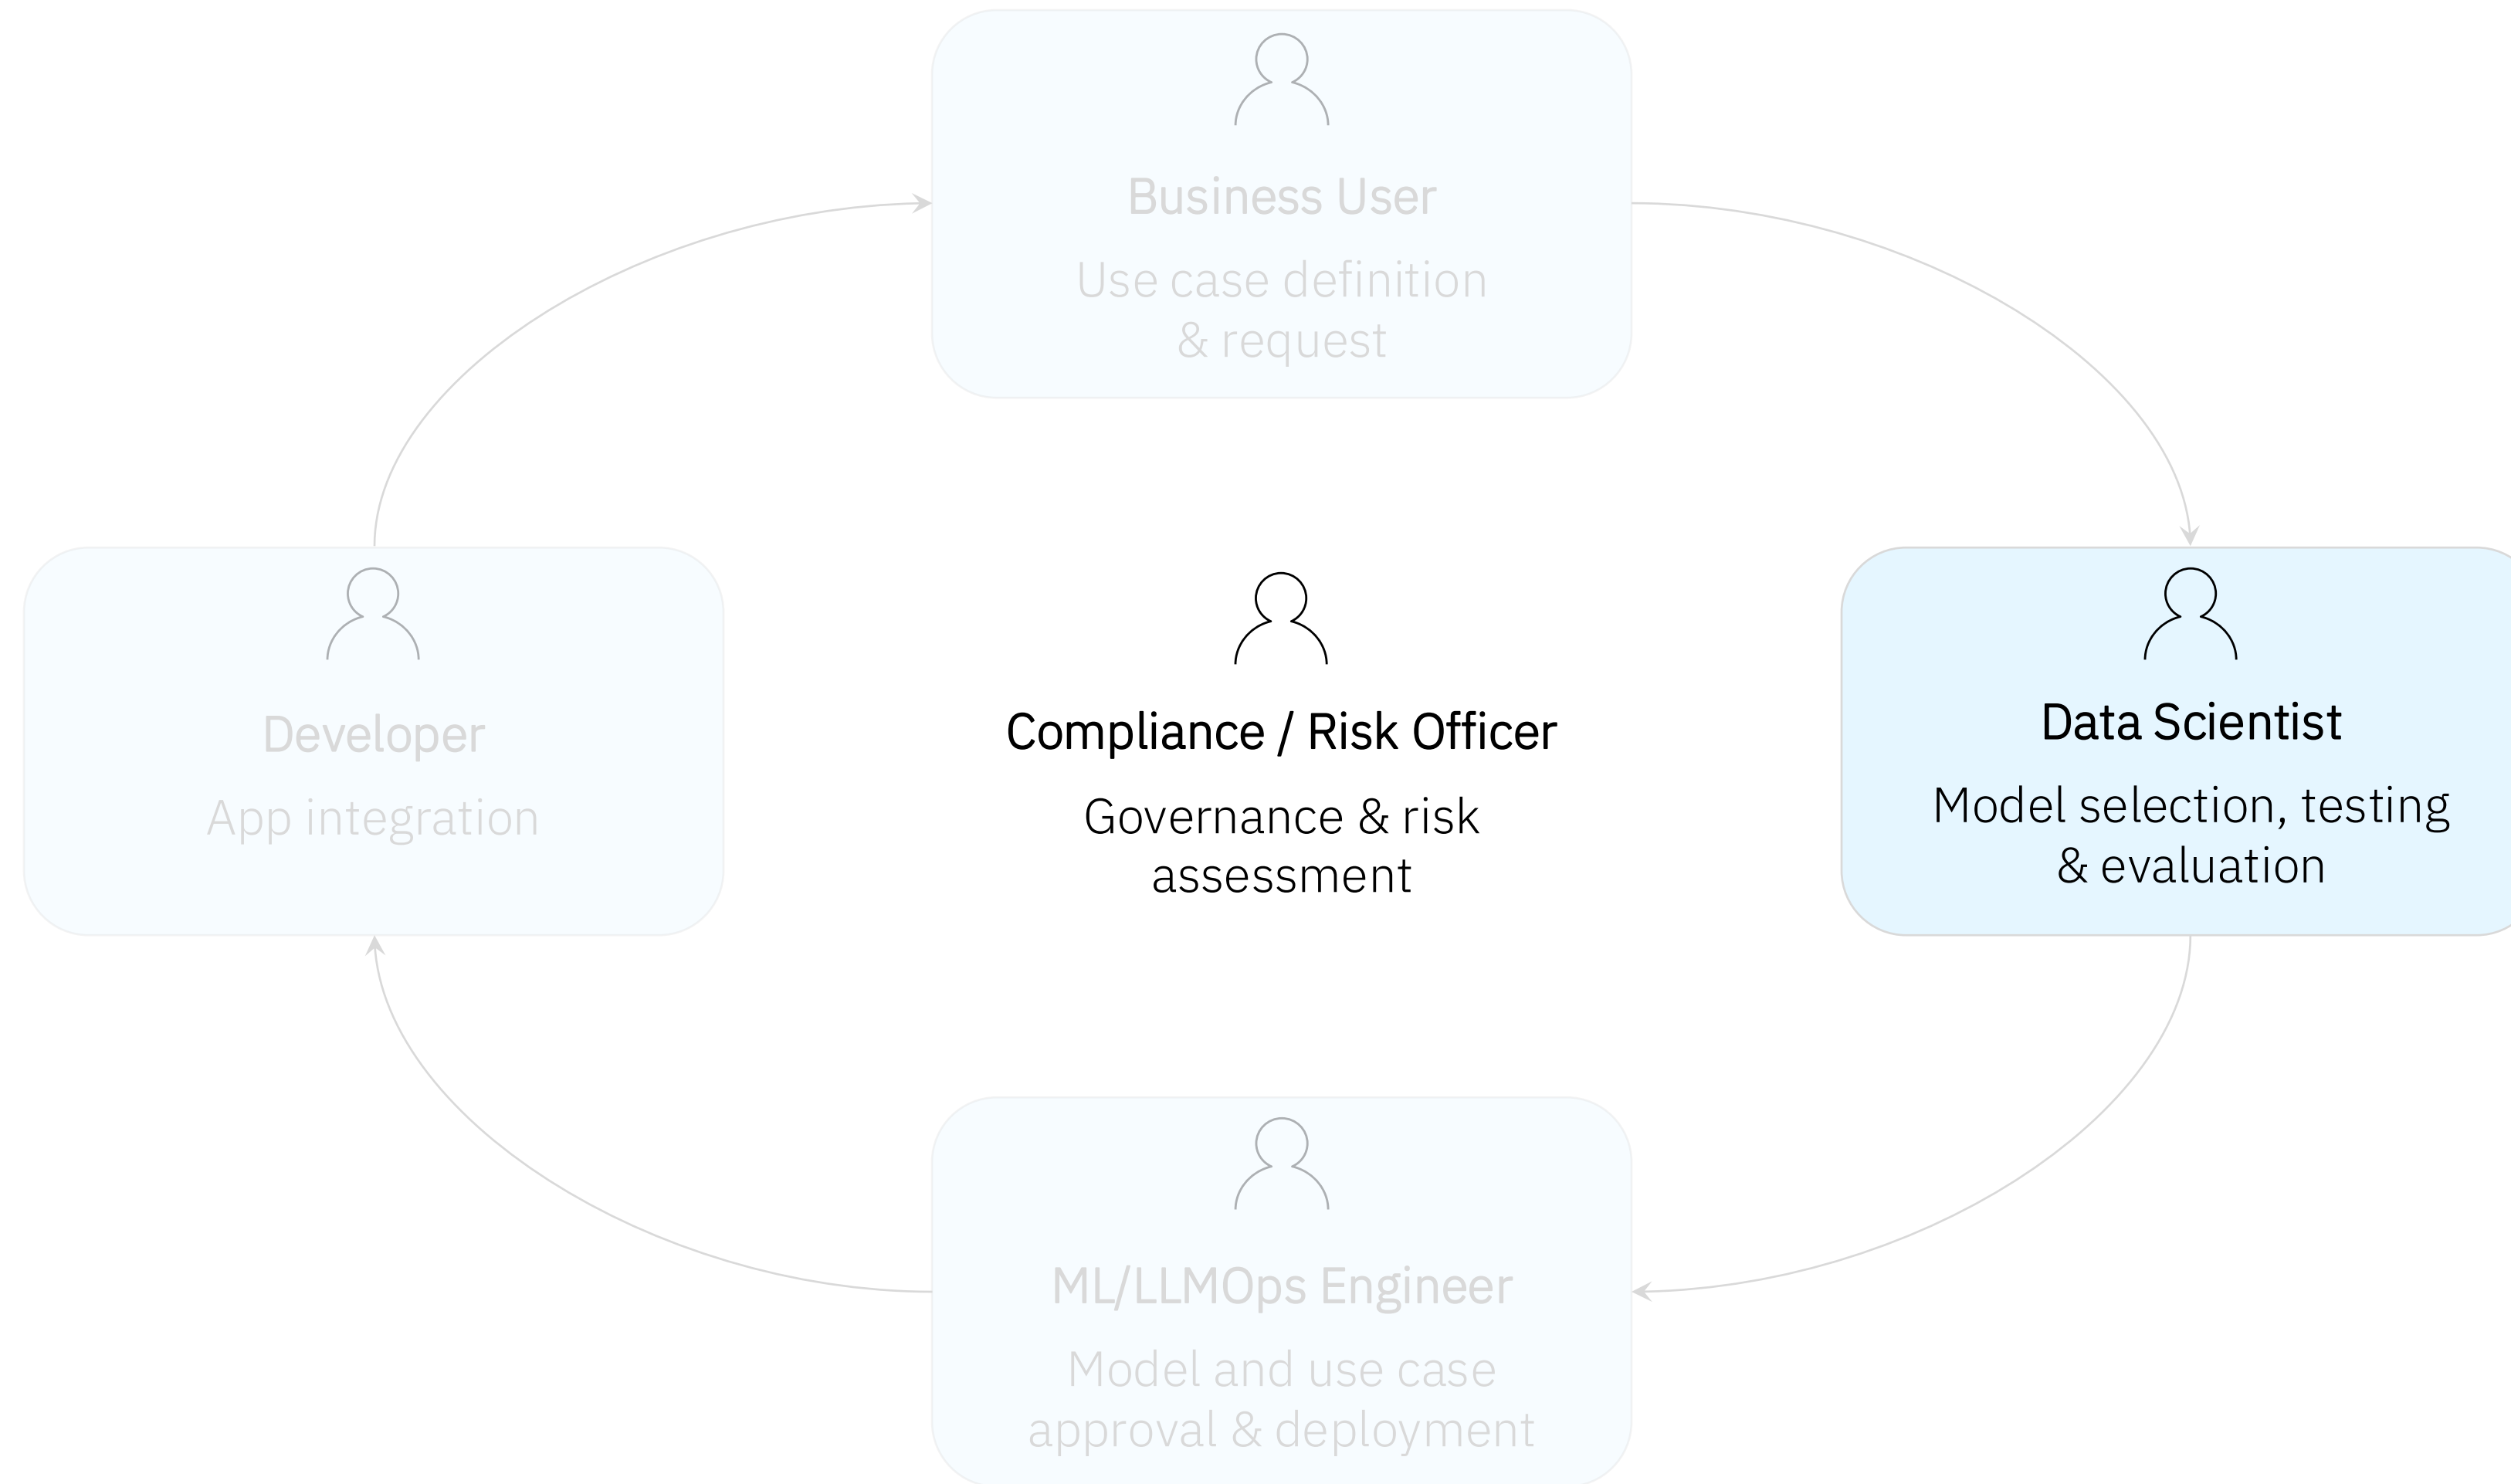 Business User
Use case definition
& request
Developer
App integration
Compliance / Risk Officer
Governance & risk
assessment
Data Scientist
Model selection, testing
& evaluation
ML/LLMOps Engineer
Model and use case
approval & deployment